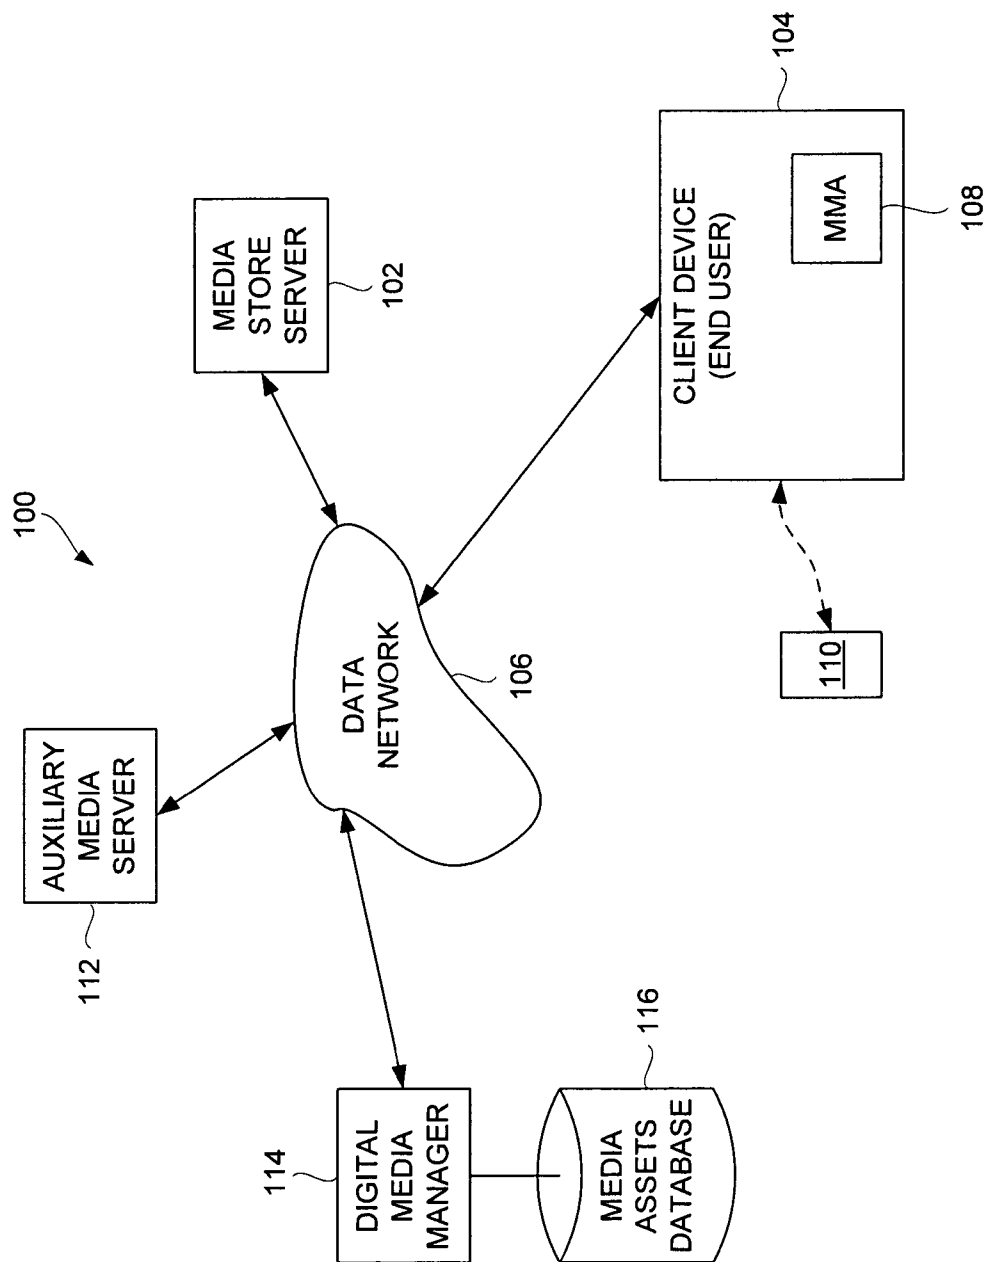 100
AUXILIARY
MEDIA
SERVER
112
MEDIA
STORE
SERVER
102
DATA
NETWORK
106
114
DIGITAL
MEDIA
MANAGER
116
MEDIA
ASSETS
DATABASE
110
CLIENT DEVICE
(END USER)
104
MMA
108